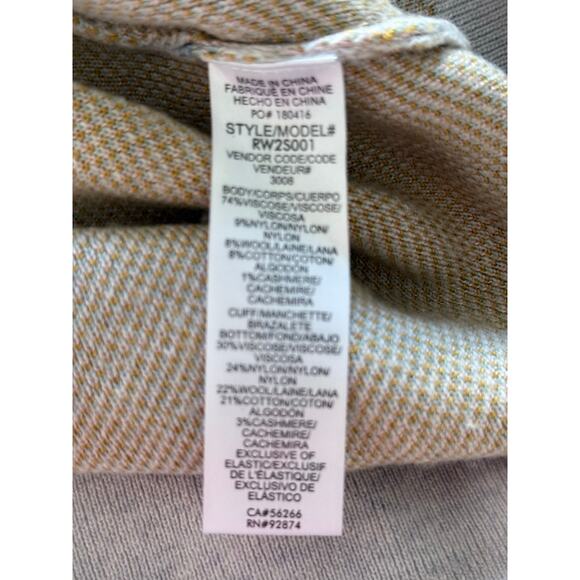 MADE IN CHINA
FABRIQUÉ EN CHINE
HECHO EN CHINA
PO# 180416
STYLE/MODEL#
RW2S001
VENDOR CODE/CODE
VENDEUR#
3008
BODY/CORPS/CUERPO
74%VISCOSE/VISCOSE/
VISCOSA
9%NYLON/NYLON/
NYLON
8%WOOL/LAINE/LANA
8%COTTON/COTON/
ALGODÓN
1%CASHMERE/
CACHEMIRE/
CACHEMIRA
CUFF/MANCHETTE/
BRAZALETE
BOTTOM/FOND/ABAJO
30%VISCOSE/VISCOSE/
VISCOSA
24%NYLON/NYLON/
NYLON
22%WOOL/LAINE/LANA
21%COTTON/COTON/
ALGODÓN
3%CASHMERE/
CACHEMIRE/
CACHEMIRA
EXCLUSIVE OF
ELASTIC/EXCLUSIF
DE L'ÉLASTIQUE/
EXCLUSIVO DE
ELÁSTICO
CA#56266
RN#92874